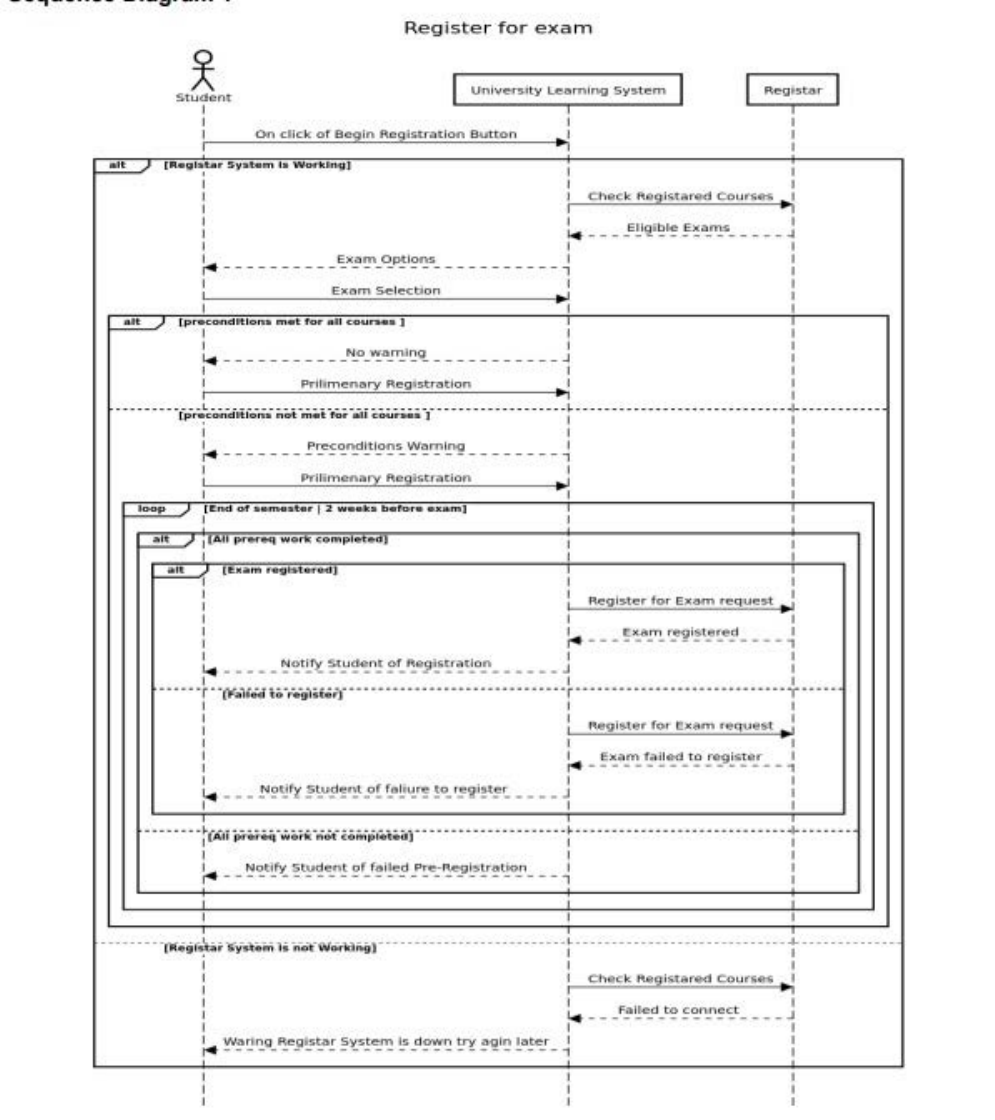 Register for exam
Student
University Learning System
Registar
On click of Begin Registration Button
alt [Registar System is Working]
Check Registared Courses
Eligible Exams
Exam Options
Exam Selection
alt [preconditions met for all courses ]
No warning
Prilimenary Registration
[preconditions not met for all courses ]
Preconditions Warning
Prilimenary Registration
loop [End of semester | 2 weeks before exam]
alt [All prereq work completed]
alt [Exam registered]
Register for Exam request
Exam registered
Notify Student of Registration
[Failed to register]
Register for Exam request
Exam failed to register
Notify Student of faliure to register
[All prereq work not completed]
Notify Student of failed Pre-Registration
[Registar System is not Working]
Check Registared Courses
Failed to connect
Waring Registar System is down try agin later